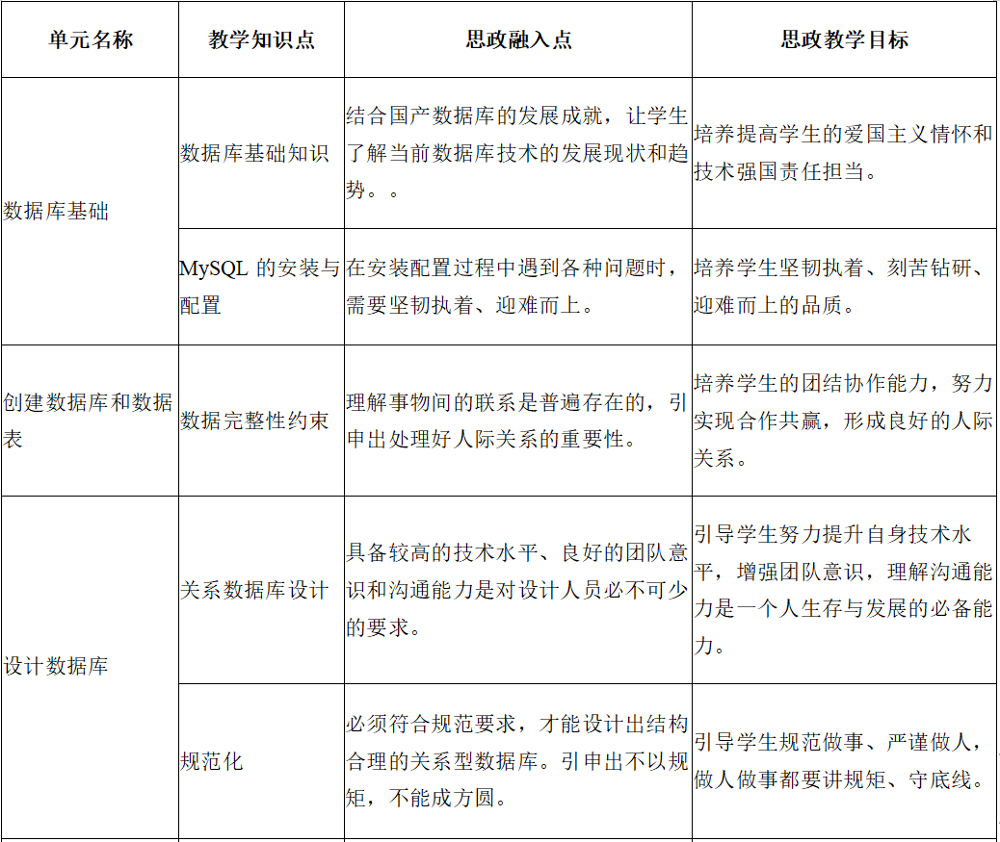 单元名称
教学知识点
思政融入点
思政教学目标
数据库基础
数据库基础知识
结合国产数据库的发展成就，让学生
了解当前数据库技术的发展现状和趋
势。。
培养提高学生的爱国主义情怀和
技术强国责任担当。
MySQL 的安装与
配置
在安装配置过程中遇到各种问题时，
需要坚韧执着、迎难而上。
培养学生坚韧执着、刻苦钻研、
迎难而上的品质。
创建数据库和数据
表
数据完整性约束
理解事物间的联系是普遍存在的，引
申出处理好人际关系的重要性。
培养学生的团结协作能力，努力
实现合作共赢，形成良好的人际
关系。
设计数据库
关系数据库设计
具备较高的技术水平、良好的团队意
识和沟通能力是对设计人员必不可少
的要求。
引导学生努力提升自身技术水
平，增强团队意识，理解沟通能
力是一个人生存与发展的必备能
力。
规范化
必须符合规范要求，才能设计出结构
合理的关系型数据库。引申出不以规
矩，不能成方圆。
引导学生规范做事、严谨做人，
做人做事都要讲规矩、守底线。